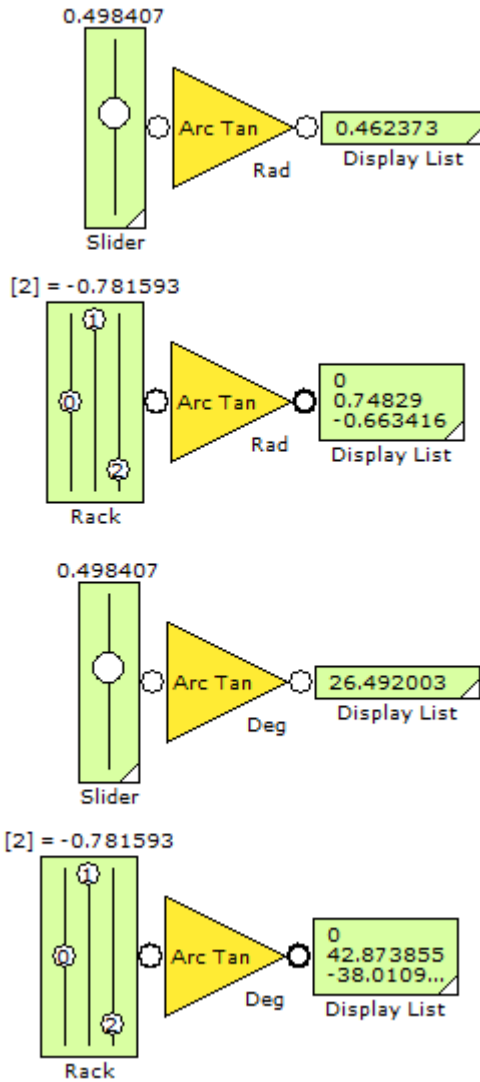 0.498407
Arc Tan
0.462373
Rad
Display List
Slider
[2] = -0.781593
1
0
Arc Tan
0
0.74829
-0.663416
2
Rad
Display List
Rack
0.498407
Arc Tan
26.492003
Deg
Display List
Slider
[2] = -0.781593
1
0
Arc Tan
0
42.873855
-38.0109...
2
Deg
Display List
Rack